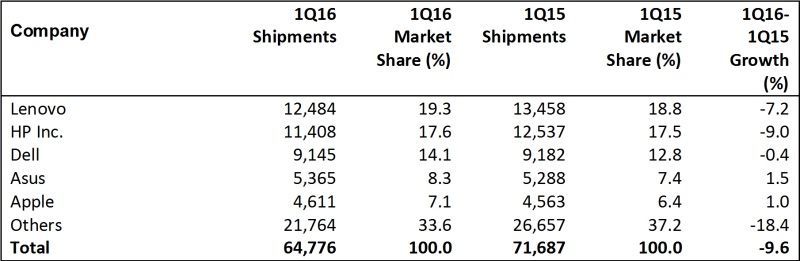 Company 1Q16 Shipments 1Q16 Market Share (%) 1Q15 Shipments 1Q15 Market Share (%) 1Q16-1Q15 Growth (%)
Lenovo 12,484 19.3 13,458 18.8 -7.2
HP Inc. 11,408 17.6 12,537 17.5 -9.0
Dell 9,145 14.1 9,182 12.8 -0.4
Asus 5,365 8.3 5,288 7.4 1.5
Apple 4,611 7.1 4,563 6.4 1.0
Others 21,764 33.6 26,657 37.2 -18.4
Total 64,776 100.0 71,687 100.0 -9.6